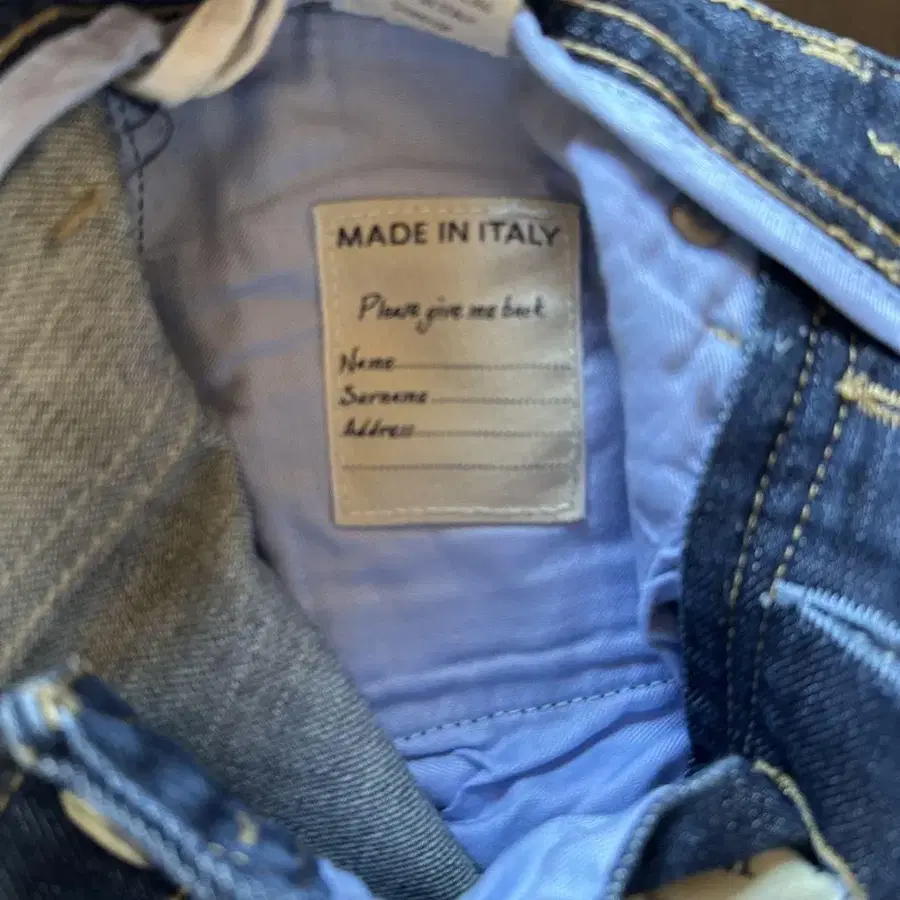 MADE IN ITALY
Please give me back
Name
Surname
Address